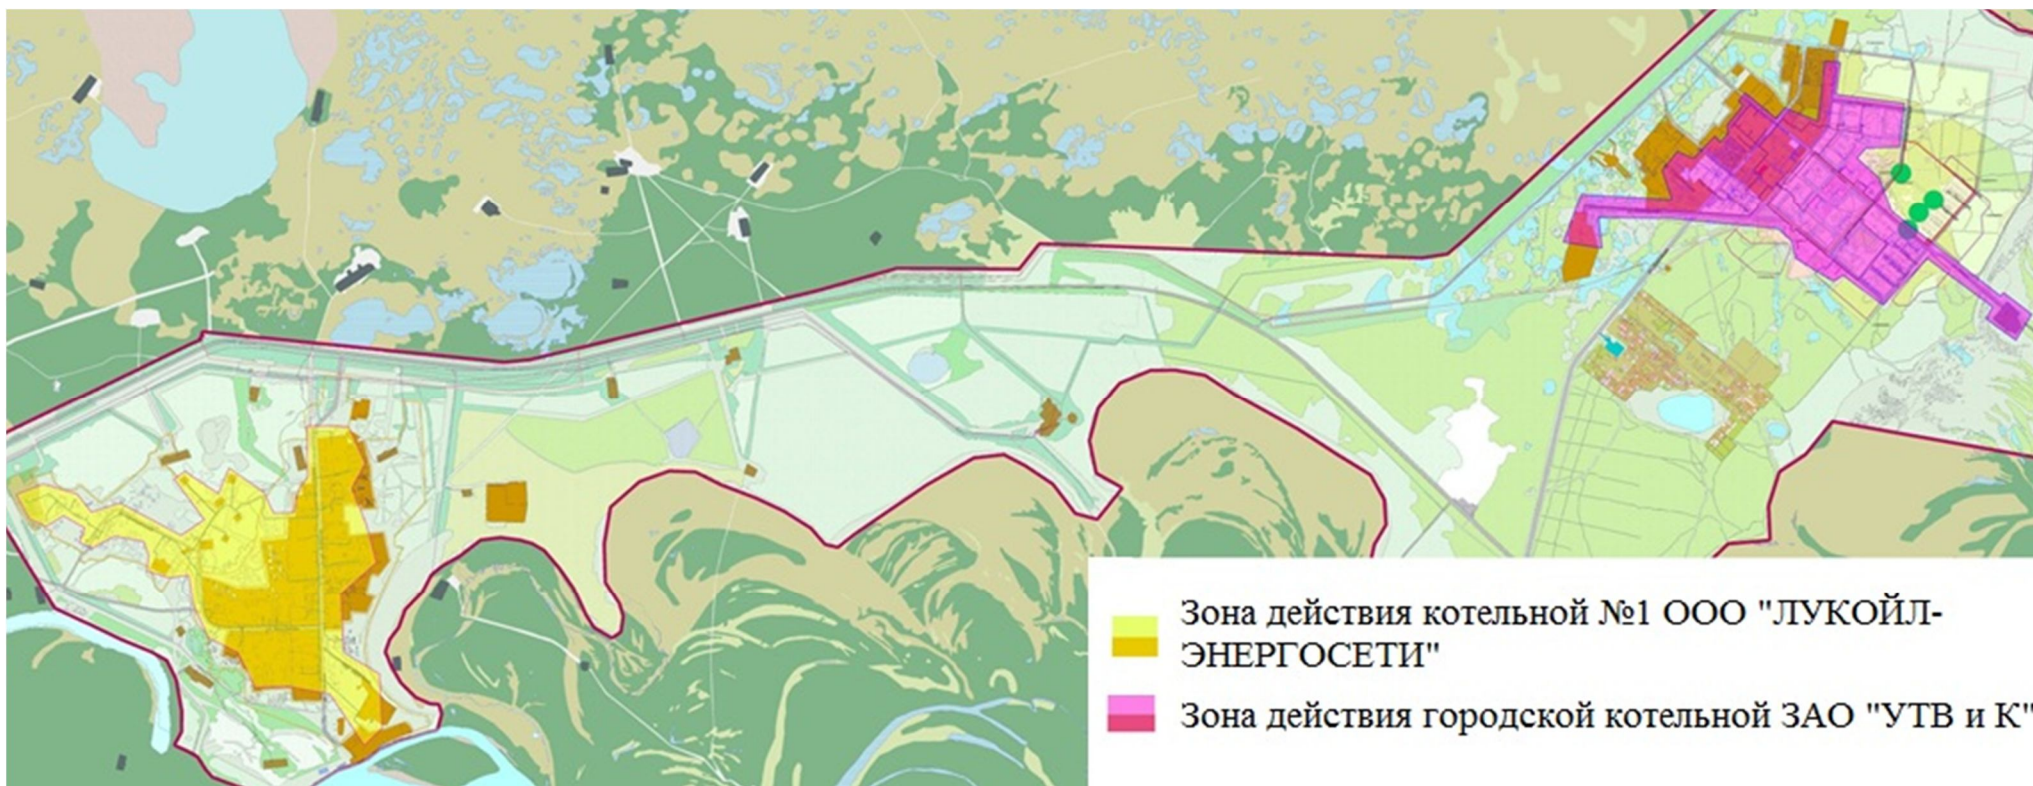 Зона действия котельной №1 ООО "ЛУКОЙЛ-
ЭНЕРГОСЕТИ"
Зона действия городской котельной ЗАО "УТВ и К"